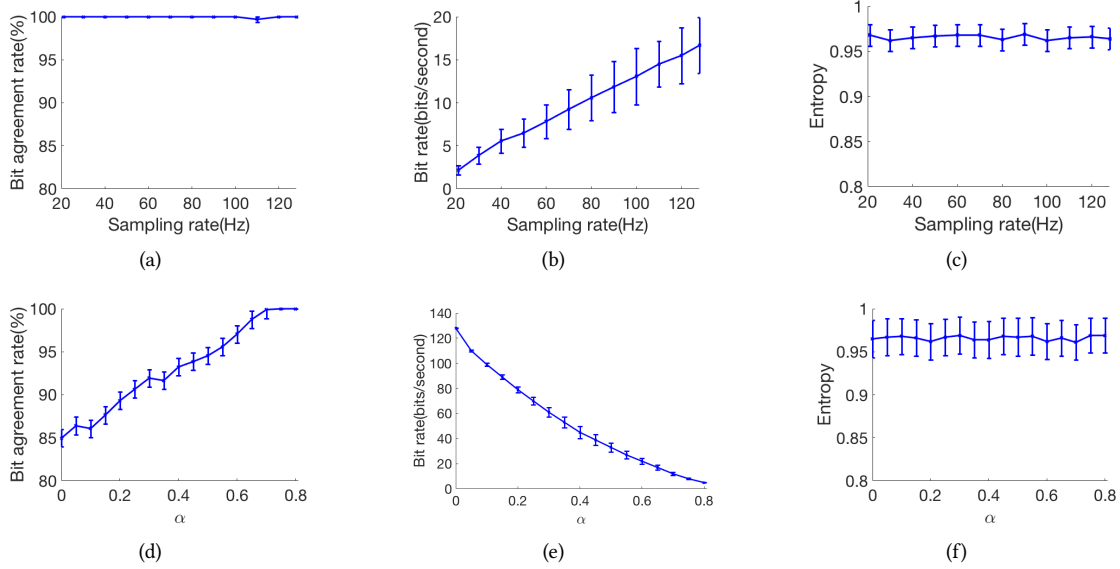 Bit agreement rate(%)
100
95
90
85
80
20 40 60 80 100 120
Sampling rate(Hz)
(a)
Bit rate(bits/second)
20
15
10
5
0
20 40 60 80 100 120
Sampling rate(Hz)
(b)
Entropy
1
0.95
0.9
0.85
0.8
20 40 60 80 100 120
Sampling rate(Hz)
(c)
Bit agreement rate(%)
100
95
90
85
80
0 0.2 0.4 0.6 0.8
α
(d)
Bit rate(bits/second)
140
120
100
80
60
40
20
0
0 0.2 0.4 0.6 0.8
α
(e)
Entropy
1
0.95
0.9
0.85
0.8
0 0.2 0.4 0.6 0.8
α
(f)